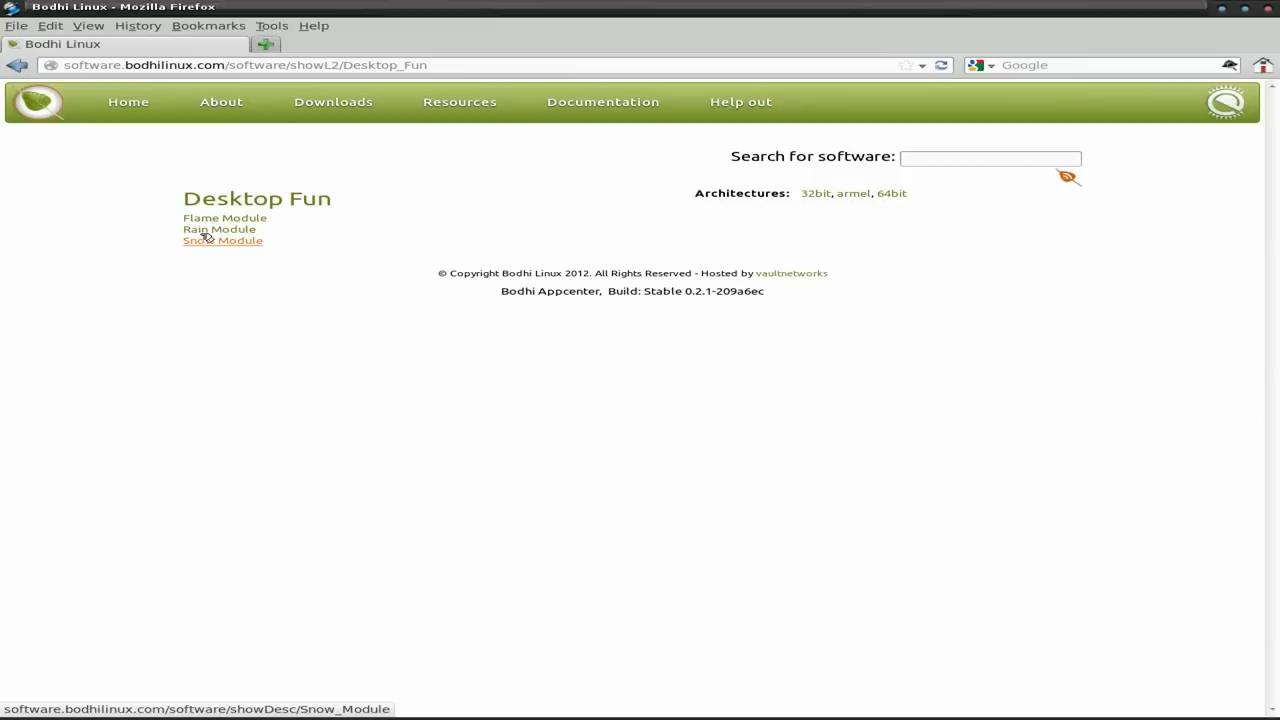 Bodhi Linux - Mozilla Firefox
File Edit View History Bookmarks Tools Help
Bodhi Linux
software.bodhilinux.com/software/showL2/Desktop_Fun
Google
Home About Downloads Resources Documentation Help out
Search for software:
Desktop Fun
Architectures: 32bit, armel, 64bit
Flame Module
Rain Module
Snow Module
© Copyright Bodhi Linux 2012. All Rights Reserved - Hosted by vaultnetworks
Bodhi Appcenter, Build: Stable 0.2.1-209a6ec
software.bodhilinux.com/software/showDesc/Snow_Module